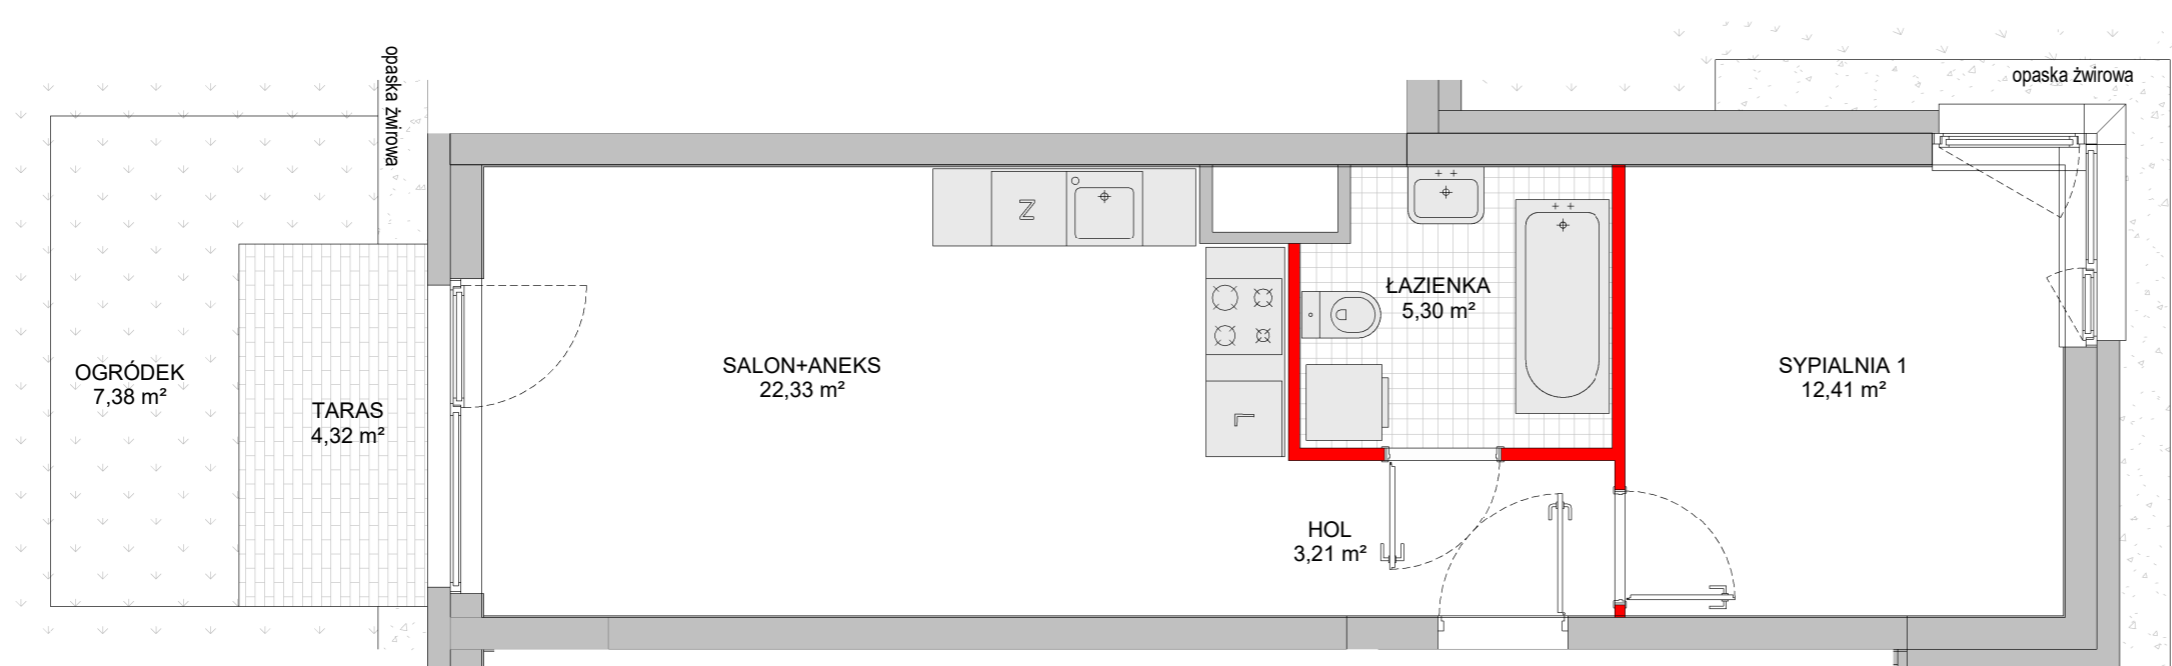 opaska żwirowa
opaska żwirowa
Z
ŁAZIENKA
5,30 m²
SALON+ANEKS
22,33 m²
SYPIALNIA 1
12,41 m²
OGRÓDEK
7,38 m²
TARAS
4,32 m²
L
HOL
3,21 m²